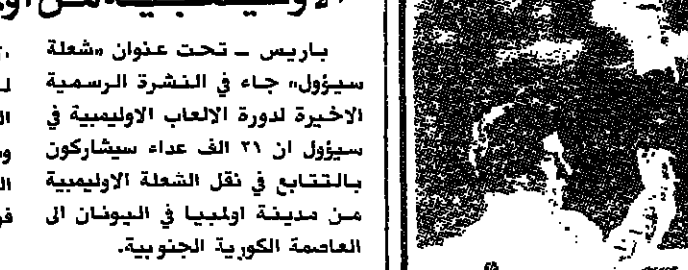 باريس ـ تحت عنوان «شعلة
سيؤول» جاء في النشرة الرسمية
الاخيرة لدورة الالعاب الاوليمبية في
سيؤول ان ٢١ الف عداء سيشاركون
بالتتابع في نقل الشعلة الاوليمبية
من مدينة اولمبيا في اليونان الى
العاصمة الكورية الجنوبية.